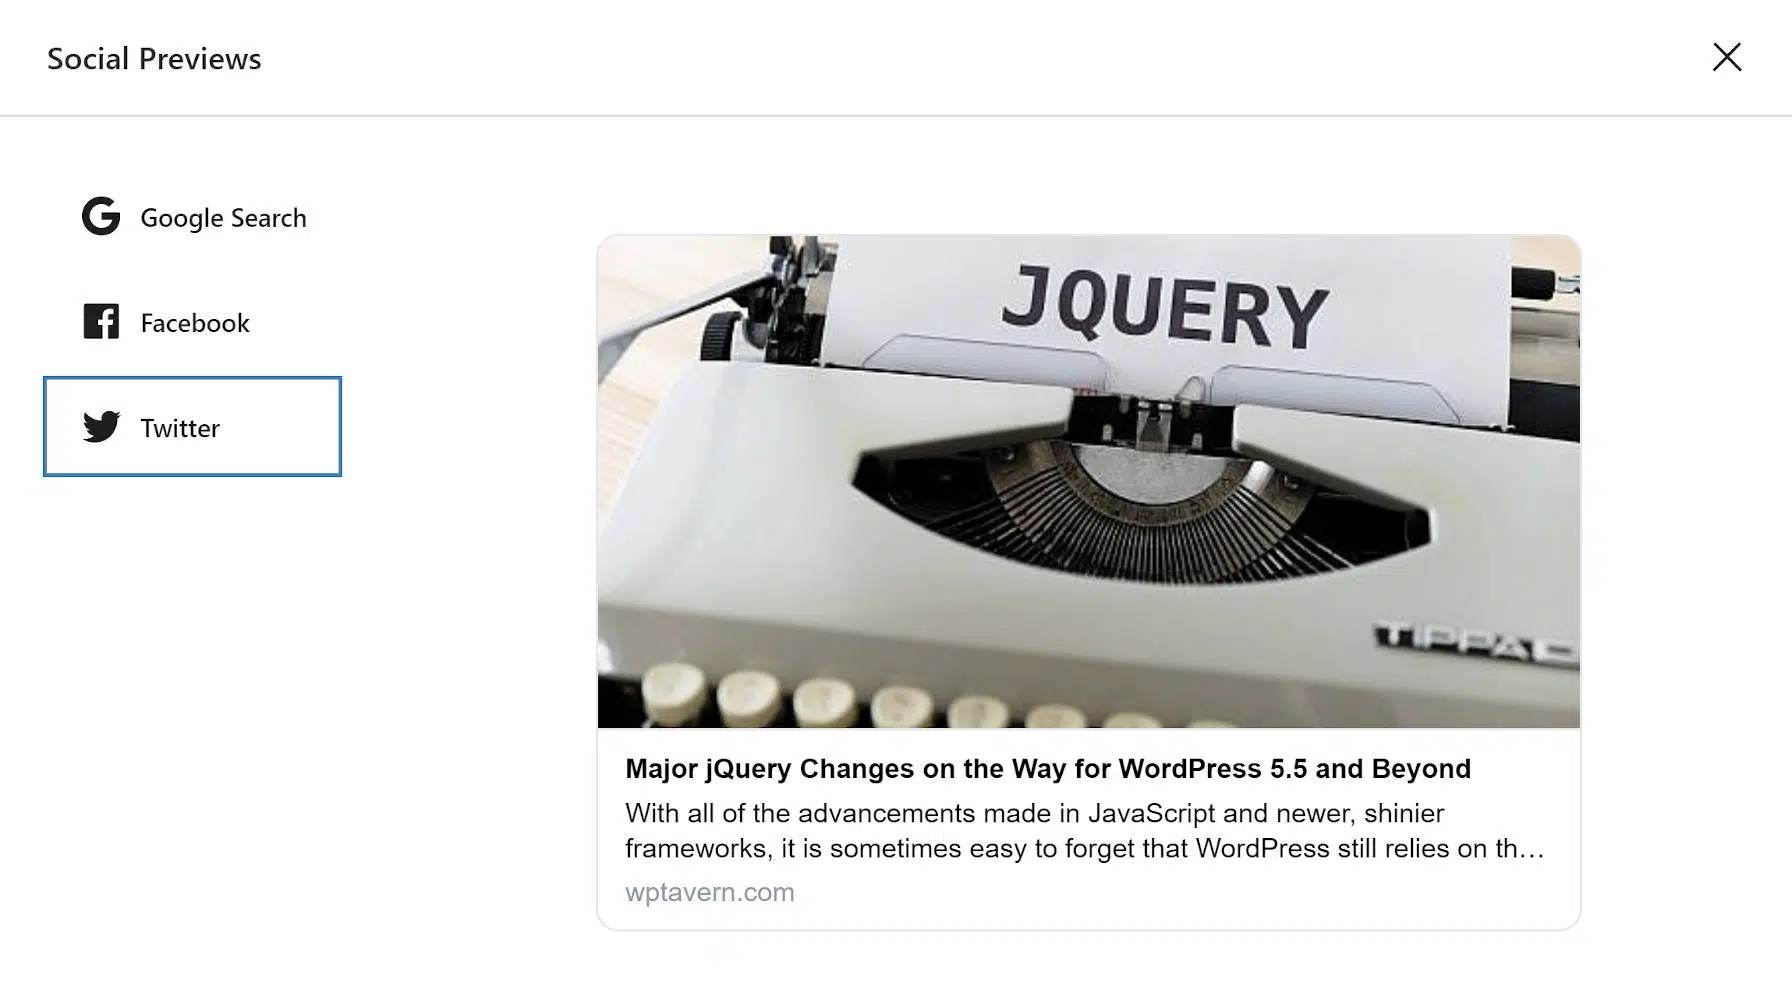 Social Previews
Google Search
Facebook
Twitter
JQUERY
Major jQuery Changes on the Way for WordPress 5.5 and Beyond
With all of the advancements made in JavaScript and newer, shinier
frameworks, it is sometimes easy to forget that WordPress still relies on th…
wptavern.com